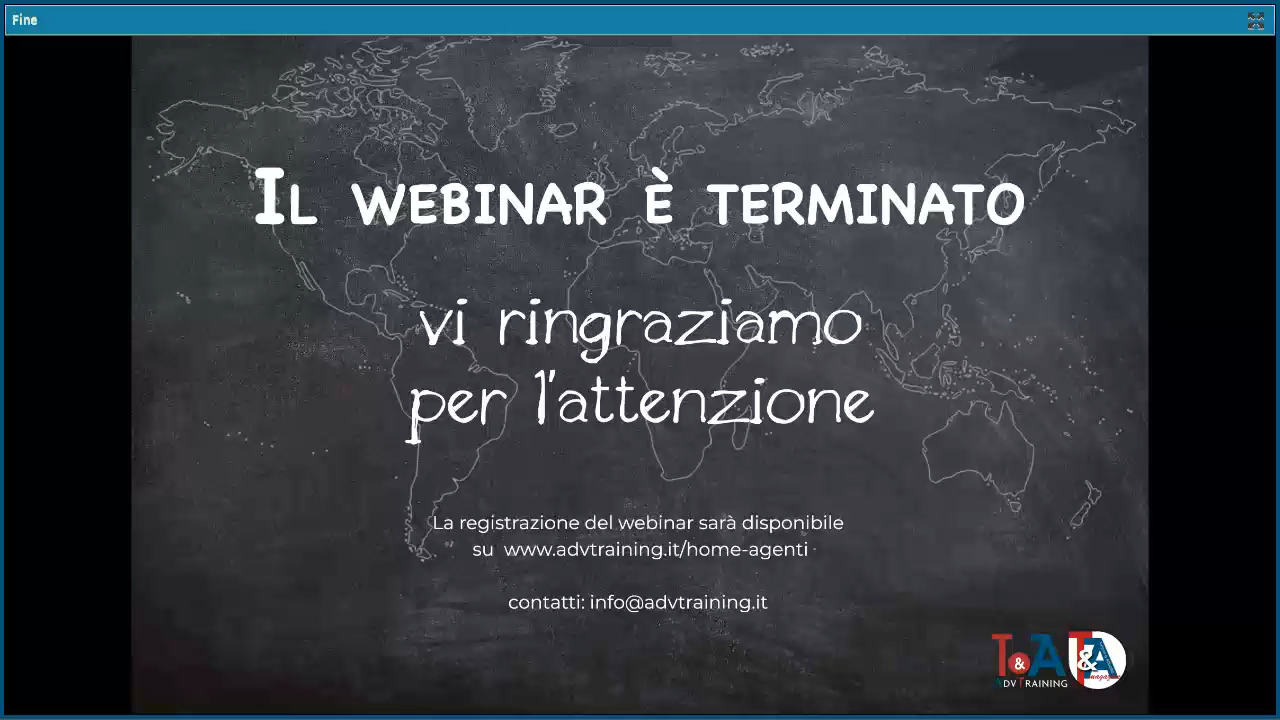 Fine
IL WEBINAR È TERMINATO
vi ringraziamo
per l'attenzione
La registrazione del webinar sarà disponibile
su www.advtraining.it/home-agenti
contatti: info@advtraining.it
T&A T&A
ADV TRAINING magazine